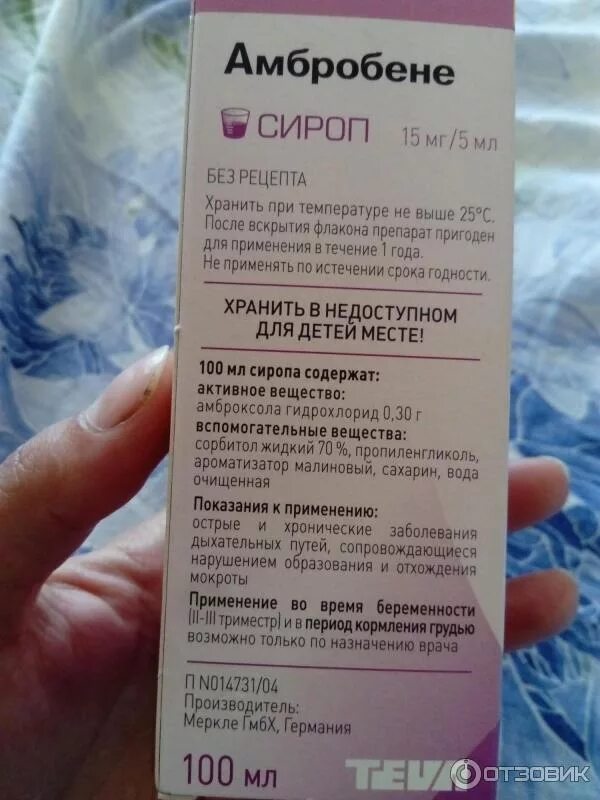 Амбробене
СИРОП 15 мг/5 мл
БЕЗ РЕЦЕПТА
Хранить при температуре не выше 25°С.
После вскрытия флакона препарат пригоден
для применения в течение 1 года.
Не применять по истечении срока годности.
ХРАНИТЬ В НЕДОСТУПНОМ
ДЛЯ ДЕТЕЙ МЕСТЕ!
100 мл сиропа содержат:
активное вещество:
амброксола гидрохлорид 0,30 г
вспомогательные вещества:
сорбитол жидкий 70 %, пропиленгликоль,
ароматизатор малиновый, сахарин, вода
очищенная
Показания к применению:
острые и хронические заболевания
дыхательных путей, сопровождающиеся
нарушением образования и отхождения
мокроты
Применение во время беременности
(II-III триместр) и в период кормления грудью
возможно только по назначению врача
П N014731/04
Производитель:
Меркле ГмбХ, Германия
100 мл TEVA
ОТЗОВИК